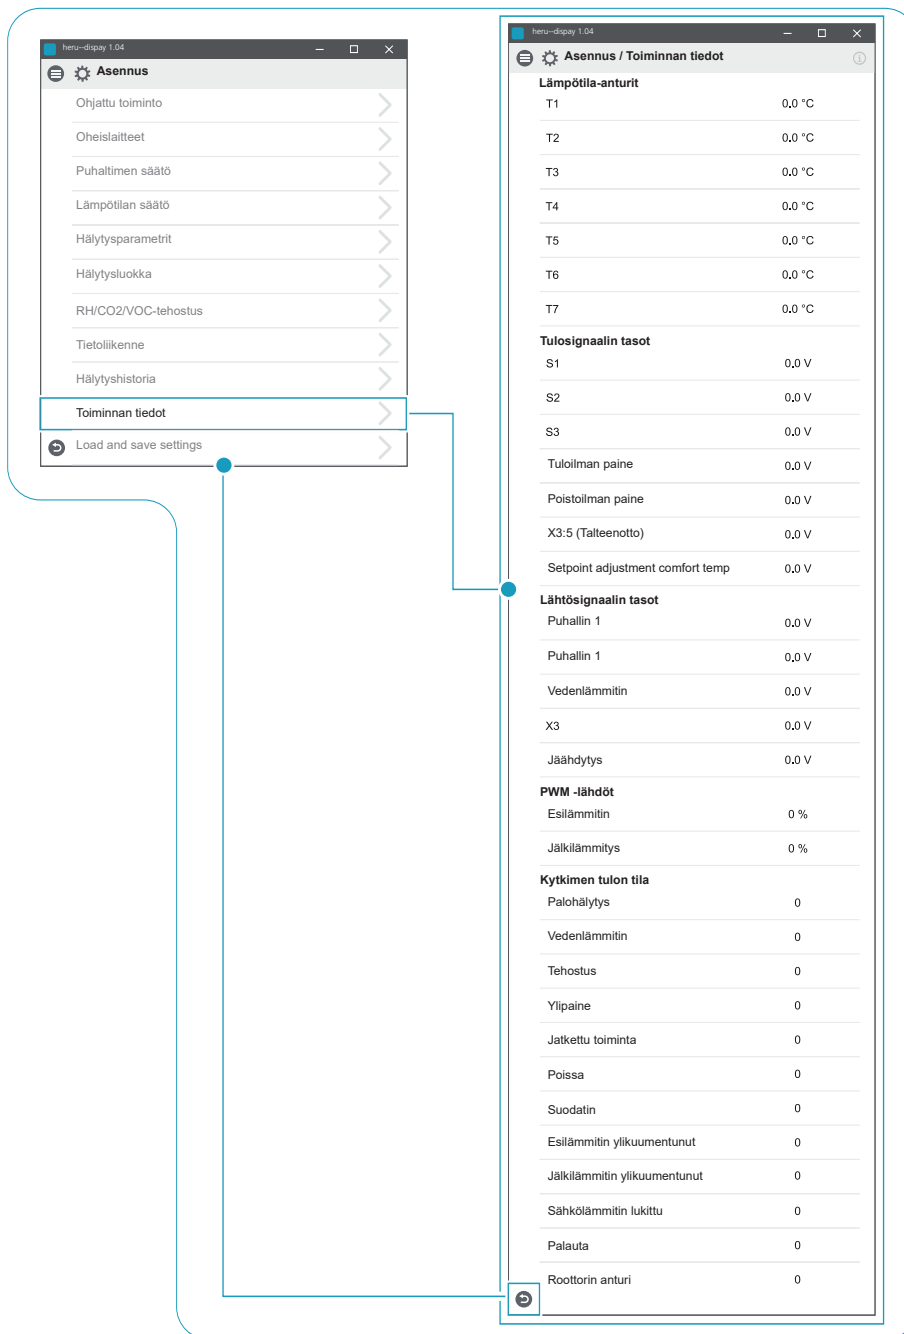 heru--dispay 1.04
Asennus
Ohjattu toiminto
Oheislaitteet
Puhaltimen säätö
Lämpötilan säätö
Hälytysparametrit
Hälytysluokka
RH/CO2/VOC-tehostus
Tietoliikenne
Hälytyshistoria
Toiminnan tiedot
Load and save settings
heru--dispay 1.04
Asennus / Toiminnan tiedot
Lämpötila-anturit
T1 0.0 °C
T2 0.0 °C
T3 0.0 °C
T4 0.0 °C
T5 0.0 °C
T6 0.0 °C
T7 0.0 °C
Tulosignaalin tasot
S1 0.0 V
S2 0.0 V
S3 0.0 V
Tuloilman paine 0.0 V
Poistoilman paine 0.0 V
X3:5 (Talteenotto) 0.0 V
Setpoint adjustment comfort temp 0.0 V
Lähtösignaalin tasot
Puhallin 1 0.0 V
Puhallin 1 0.0 V
Vedenlämmitin 0.0 V
X3 0.0 V
Jäähdytys 0.0 V
PWM -lähdöt
Esilämmitin 0 %
Jälkilämmitys 0 %
Kytkimen tulon tila
Palohälytys 0
Vedenlämmitin 0
Tehostus 0
Ylipaine 0
Jatkettu toiminta 0
Poissa 0
Suodatin 0
Esilämmitin ylikuumentunut 0
Jälkilämmitin ylikuumentunut 0
Sähkölämmitin lukittu 0
Palauta 0
Roottorin anturi 0